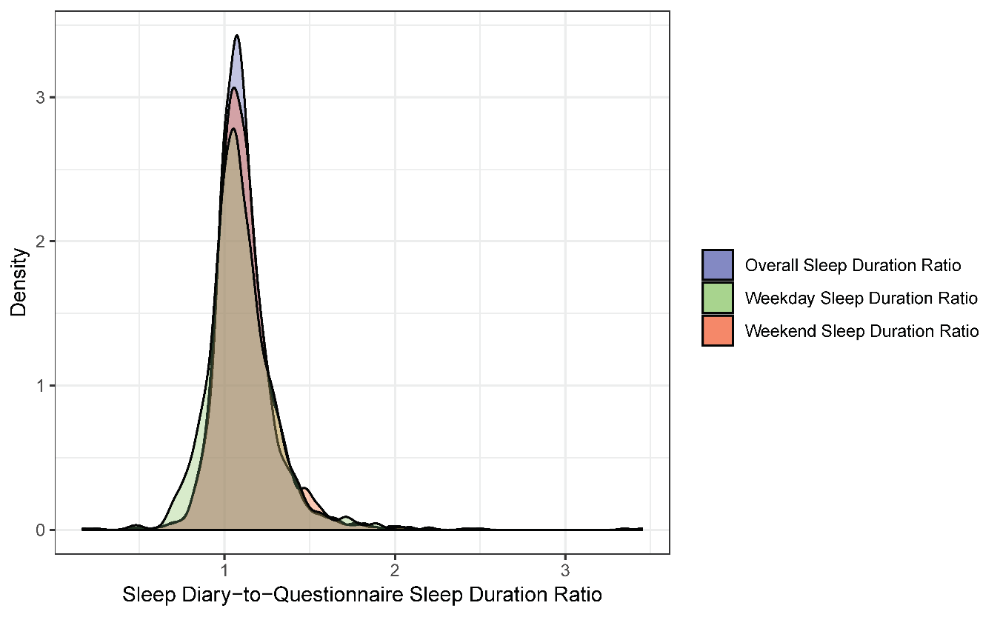 3
2
1
0
Density
1
2
3
Sleep Diary−to−Questionnaire Sleep Duration Ratio
Overall Sleep Duration Ratio
Weekday Sleep Duration Ratio
Weekend Sleep Duration Ratio